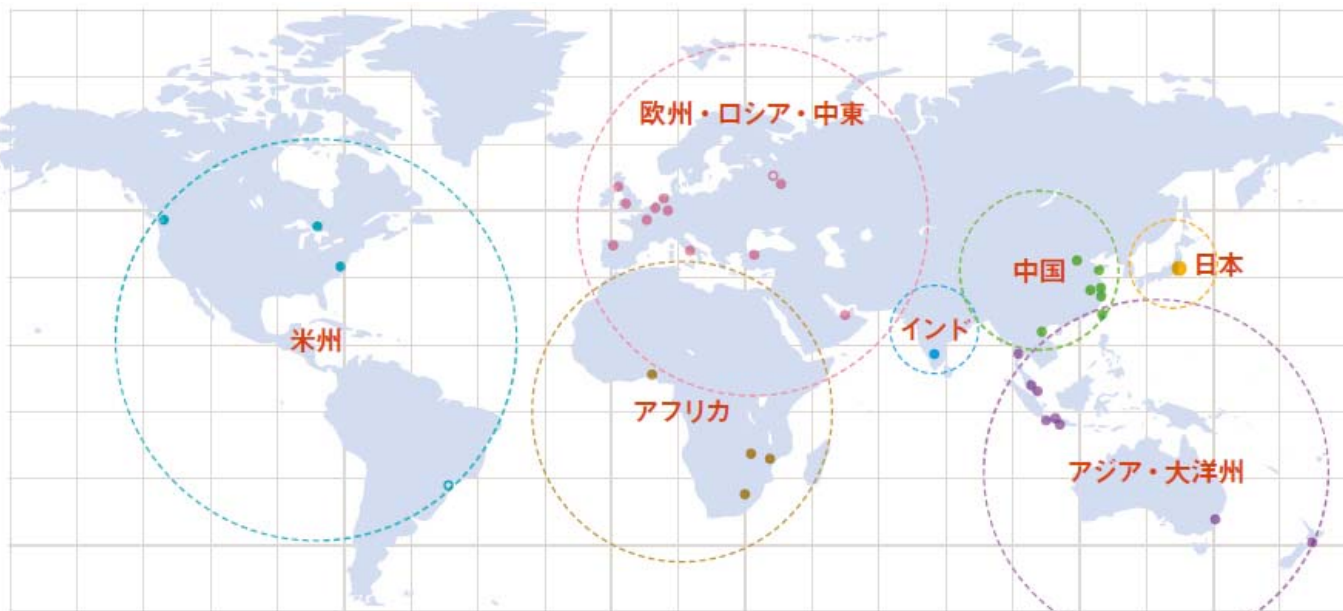 欧州・ロシア・中東
中国
日本
インド
米州
アフリカ
アジア・大洋州